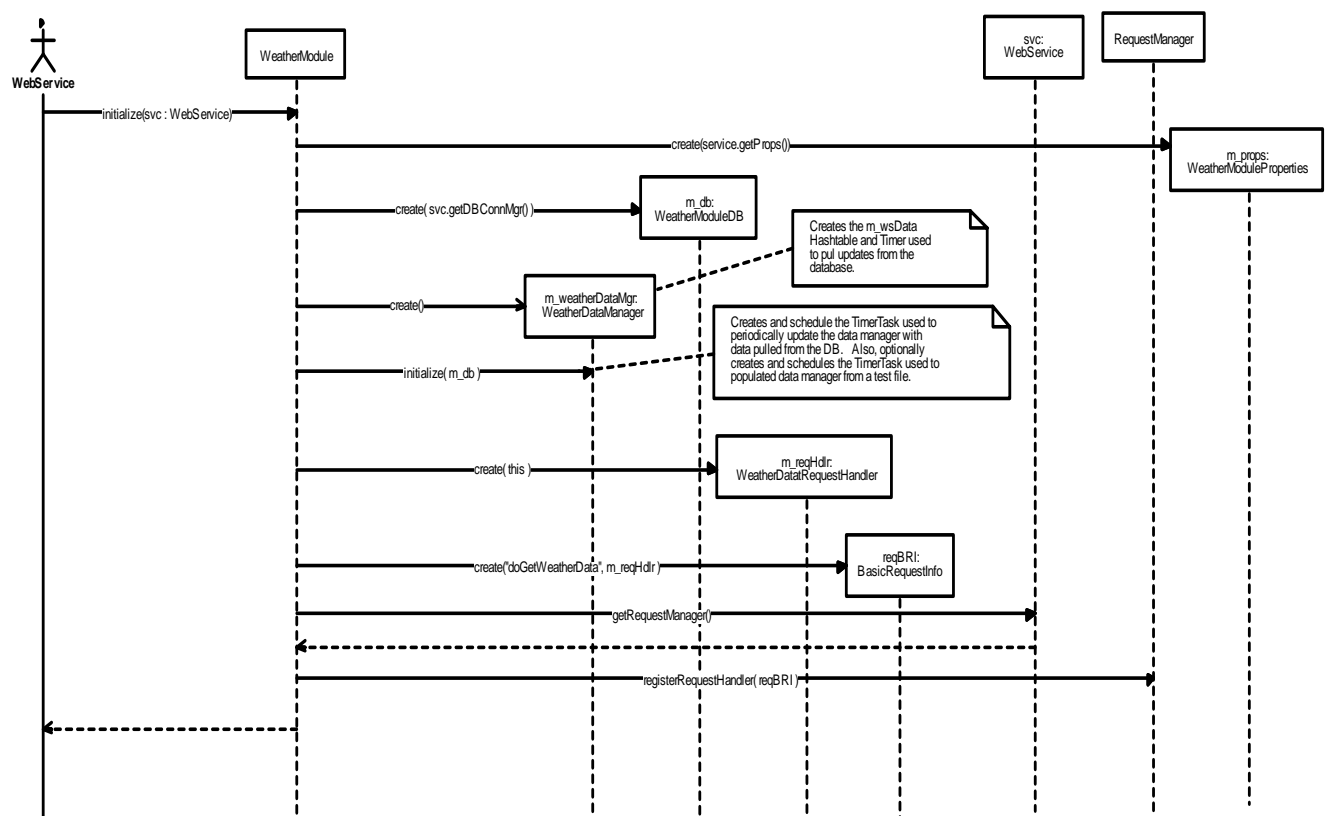 WebService
WeatherModule
svc:
WebService
RequestManager
initialize(svc : WebService)
create(service.getProps())
m_props:
WeatherModuleProperties
create( svc.getDBConnMgr() )
m_db:
WeatherModuleDB
Creates the m_wsData
Hashtable and Timer used
to pul updates from the
database.
create()
m_weatherDataMgr:
WeatherDataManager
Creates and schedule the TimerTask used to
periodically update the data manager with
data pulled from the DB.  Also, optionally
creates and schedules the TimerTask used to
populated data manager from a test file.
initialize( m_db )
create( this )
m_reqHdlr:
WeatherDatatRequestHandler
create("doGetWeatherData", m_reqHdlr )
reqBRI:
BasicRequestInfo
getRequestManager()
registerRequestHandler( reqBRI )